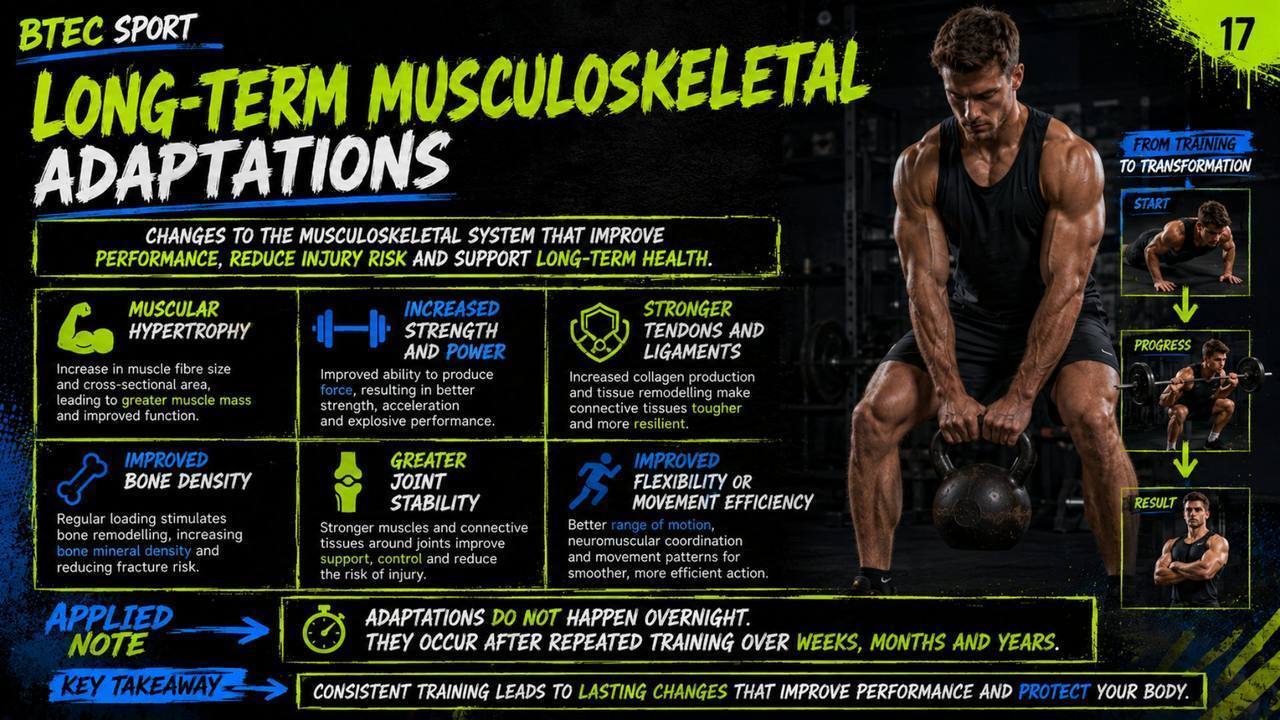 BTEC SPORT
17
LONG-TERM MUSCULOSKELETAL
ADAPTATIONS
CHANGES TO THE MUSCULOSKELETAL SYSTEM THAT IMPROVE
PERFORMANCE, REDUCE INJURY RISK AND SUPPORT LONG-TERM HEALTH.
MUSCULAR
HYPERTROPHY
Increase in muscle fibre size
and cross-sectional area,
leading to greater muscle mass
and improved function.
INCREASED
STRENGTH
AND POWER
Improved ability to produce
force, resulting in better
strength, acceleration
and explosive performance.
STRONGER
TENDONS AND
LIGAMENTS
Increased collagen production
and tissue remodelling make
connective tissues tougher
and more resilient.
IMPROVED
BONE DENSITY
Regular loading stimulates
bone remodelling, increasing
bone mineral density and
reducing fracture risk.
GREATER
JOINT
STABILITY
Stronger muscles and connective
tissues around joints improve
support, control and reduce
the risk of injury.
IMPROVED
FLEXIBILITY OR
MOVEMENT EFFICIENCY
Better range of motion,
neuromuscular coordination
and movement patterns for
smoother, more efficient action.
FROM TRAINING
TO TRANSFORMATION
START
PROGRESS
RESULT
APPLIED
NOTE
ADAPTATIONS DO NOT HAPPEN OVERNIGHT.
THEY OCCUR AFTER REPEATED TRAINING OVER WEEKS, MONTHS AND YEARS.
KEY TAKEAWAY
CONSISTENT TRAINING LEADS TO LASTING CHANGES THAT IMPROVE PERFORMANCE AND PROTECT YOUR BODY.